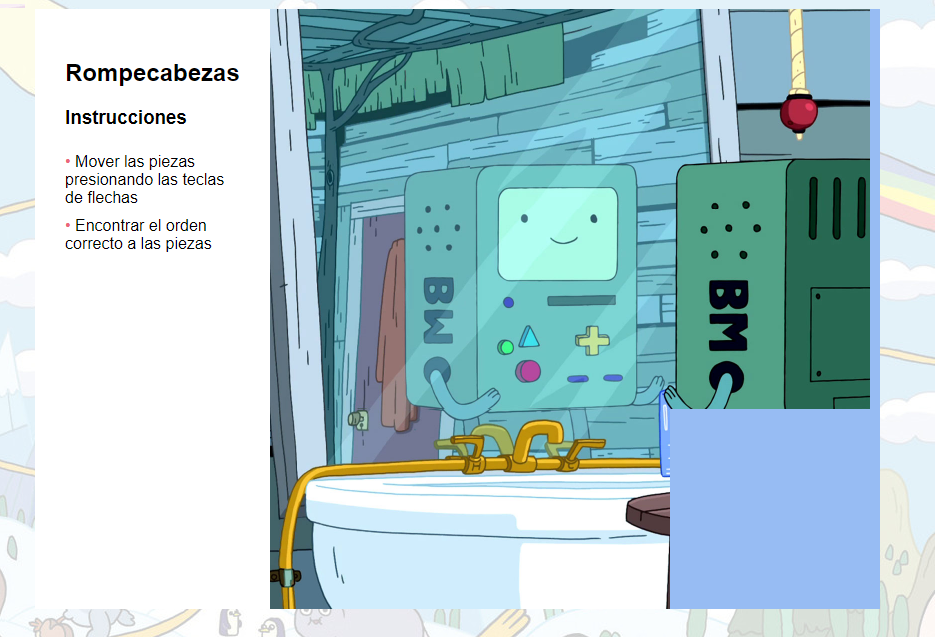 Rompecabezas
Instrucciones
• Mover las piezas
presionando las teclas
de flechas
• Encontrar el orden
correcto a las piezas
BMO
BMO